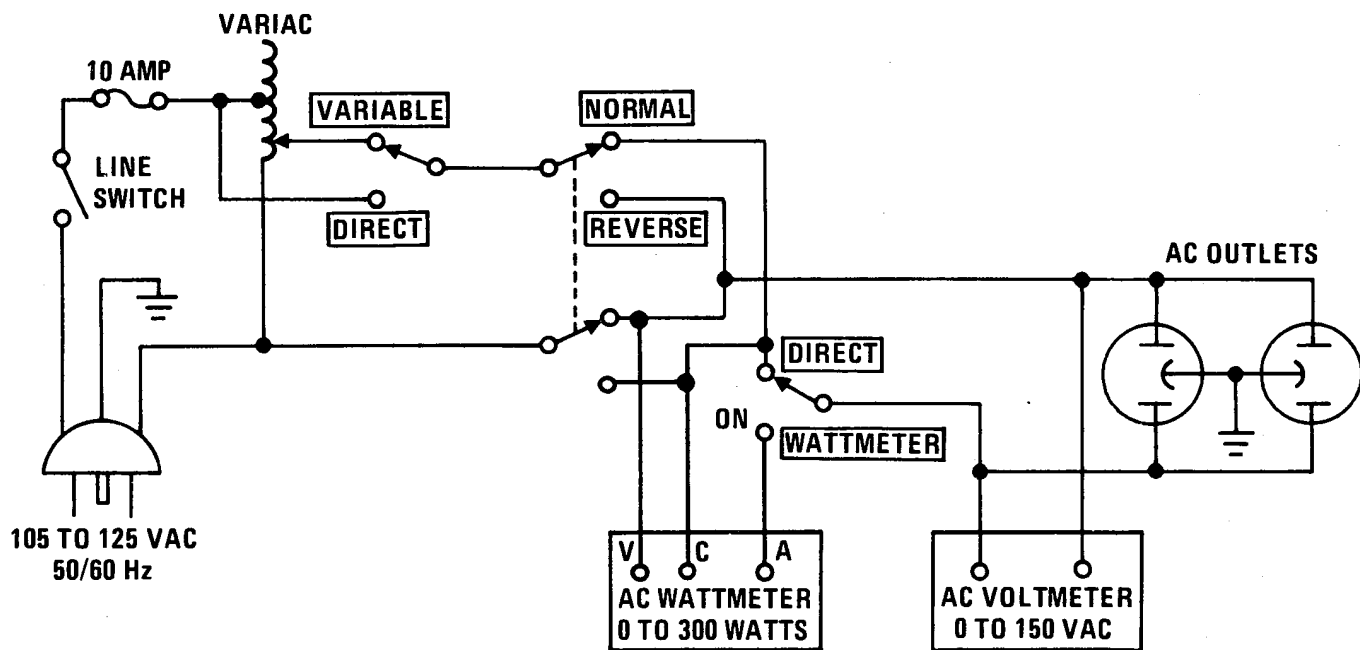 VARIAC
10 AMP
VARIABLE
NORMAL
LINE
SWITCH
DIRECT
REVERSE
AC OUTLETS
DIRECT
ON
WATTMETER
105 TO 125 VAC
50/60 Hz
V C A
AC WATTMETER
0 TO 300 WATTS
AC VOLTMETER
0 TO 150 VAC